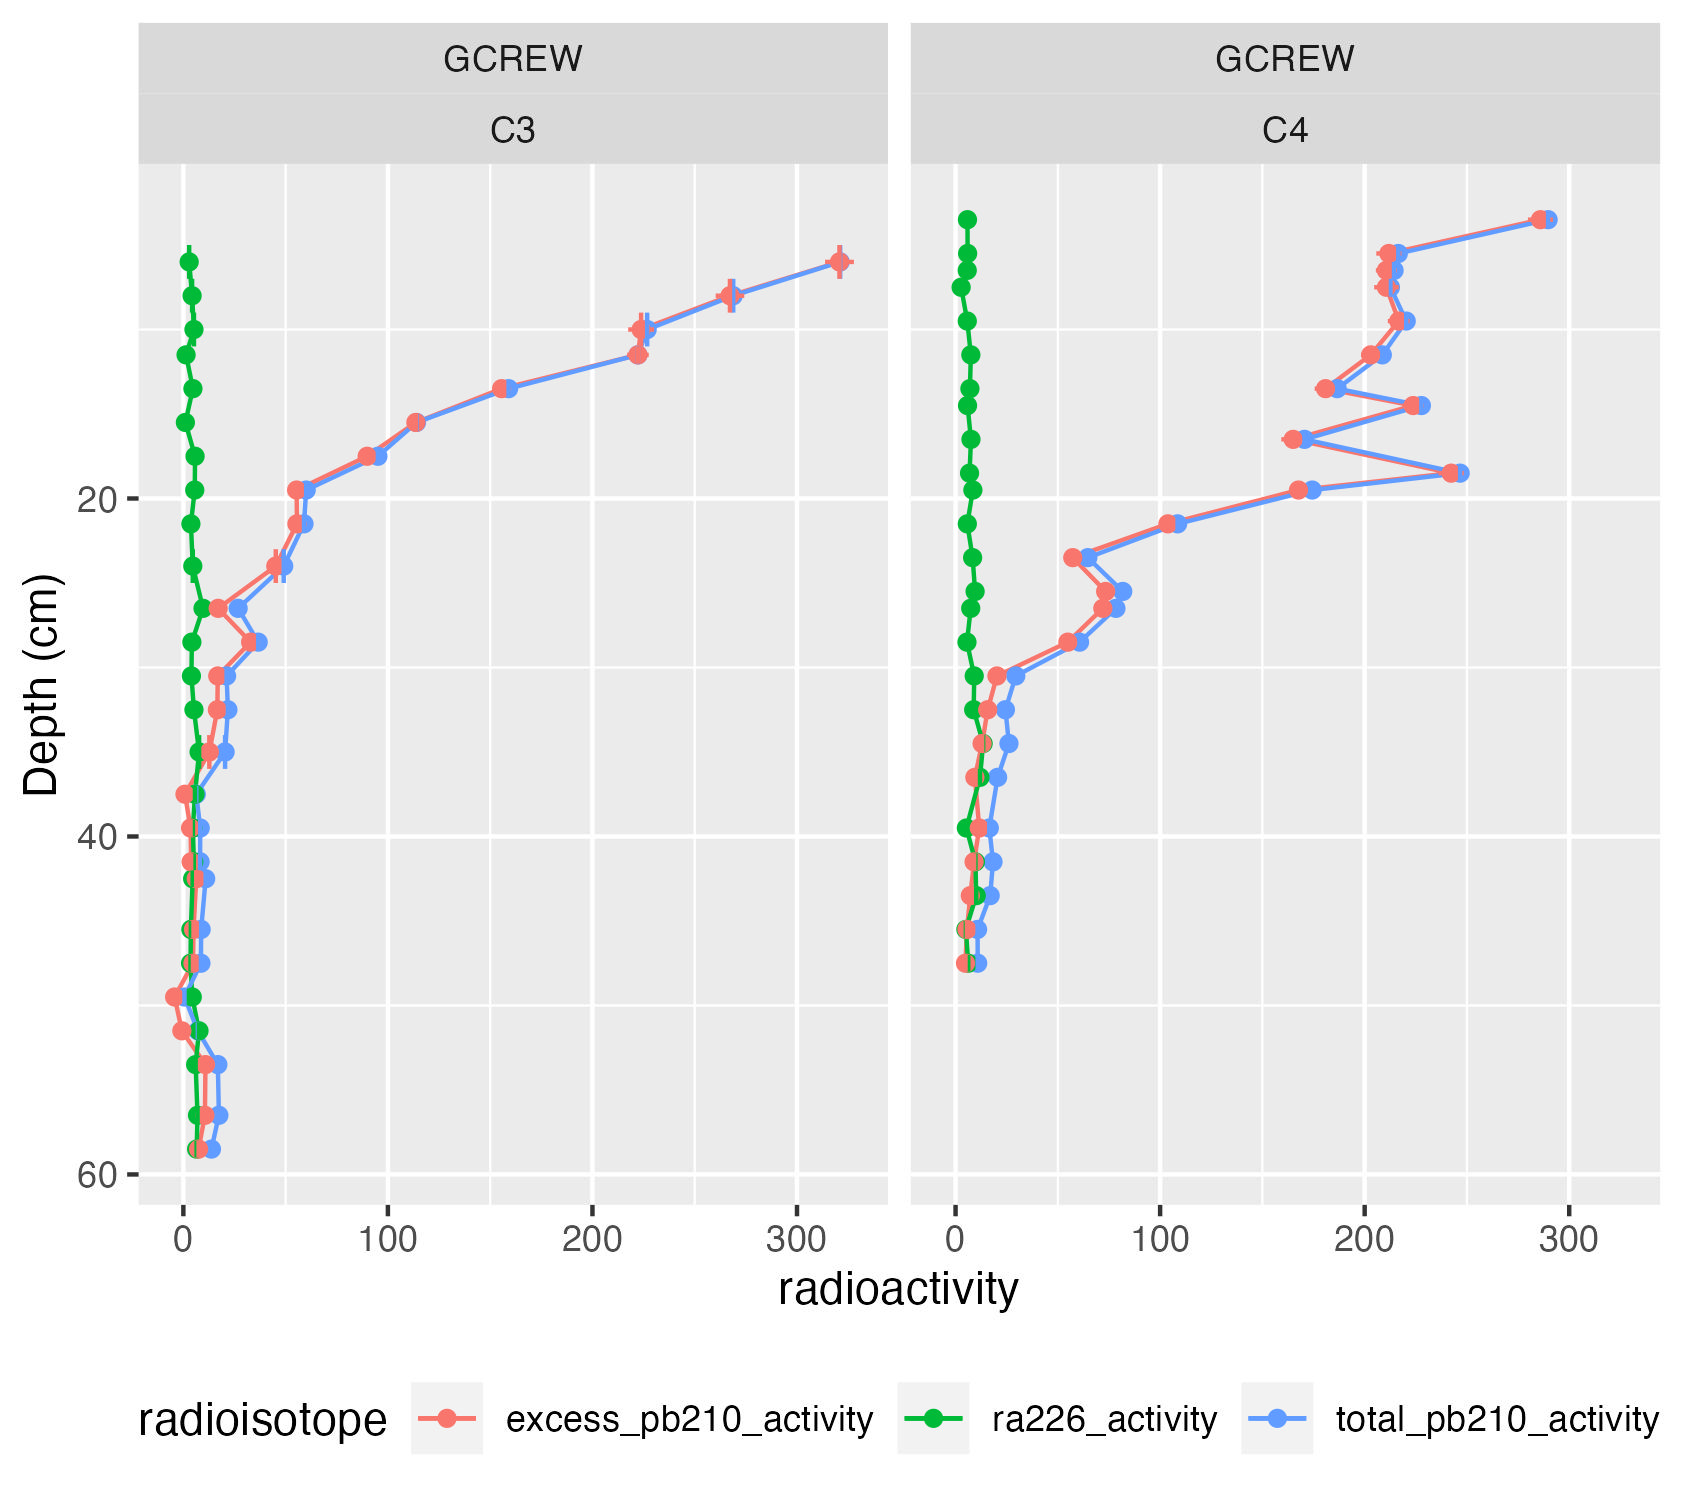 GCREW GCREW
C3 C4
Depth (cm)
20
40
60
0 100 200 300 0 100 200 300
radioactivity
radioisotope excess_pb210_activity ra226_activity total_pb210_activity